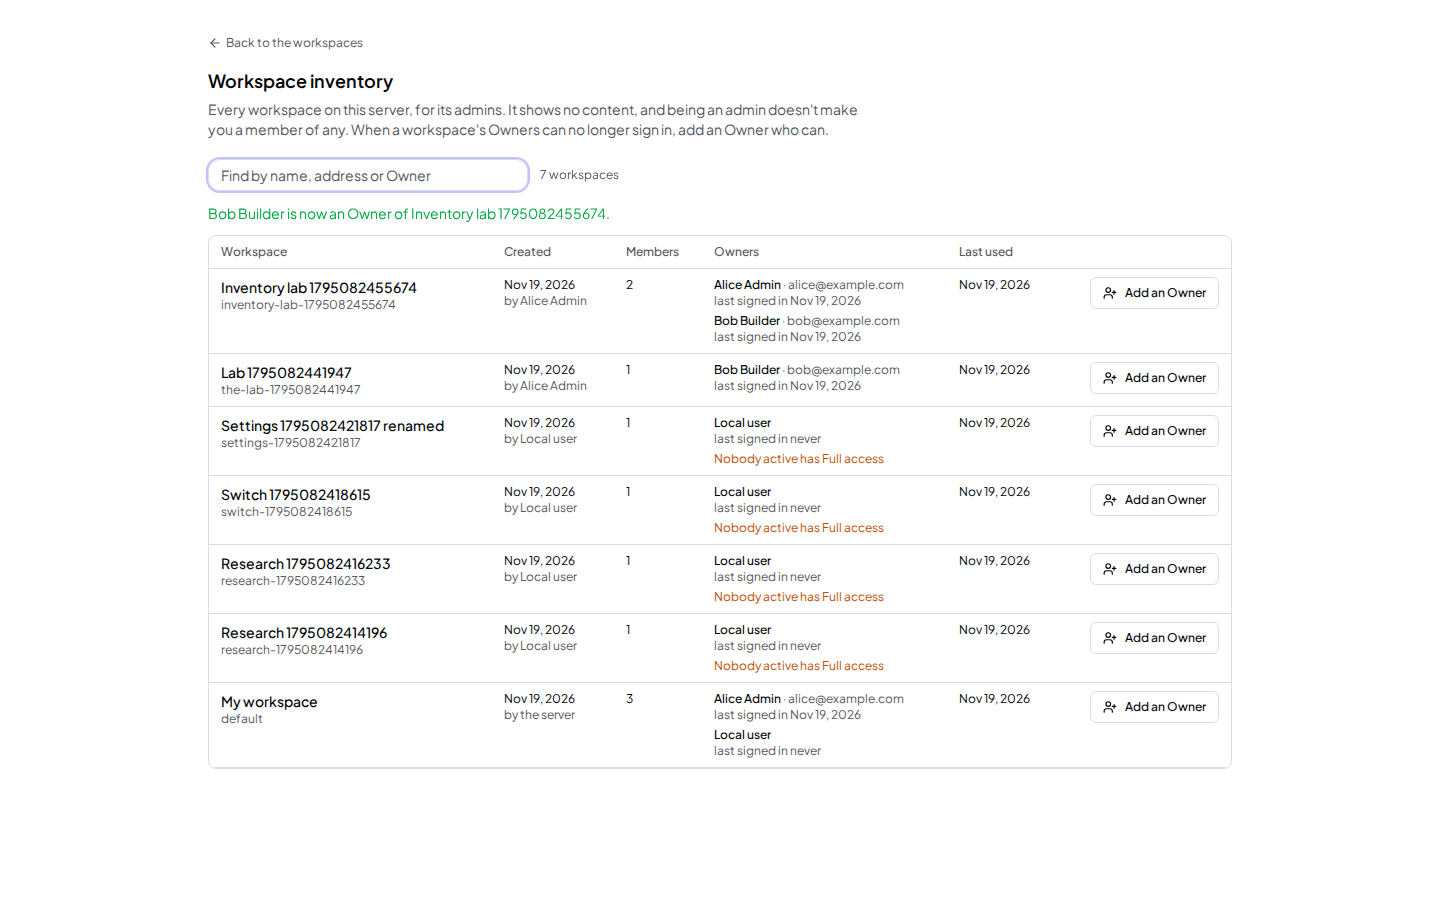 Back to the workspaces
Workspace inventory
Every workspace on this server, for its admins. It shows no content, and being an admin doesn't make
you a member of any. When a workspace's Owners can no longer sign in, add an Owner who can.
Find by name, address or Owner
7 workspaces
Bob Builder is now an Owner of Inventory lab 1795082455674.
Workspace Created Members Owners Last used
Inventory lab 1795082455674
inventory-lab-1795082455674
Nov 19, 2026
by Alice Admin
2
Alice Admin · alice@example.com
last signed in Nov 19, 2026
Bob Builder · bob@example.com
last signed in Nov 19, 2026
Nov 19, 2026
Add an Owner
Lab 1795082441947
the-lab-1795082441947
Nov 19, 2026
by Alice Admin
1
Bob Builder · bob@example.com
last signed in Nov 19, 2026
Nov 19, 2026
Add an Owner
Settings 1795082421817 renamed
settings-1795082421817
Nov 19, 2026
by Local user
1
Local user
last signed in never
Nobody active has Full access
Nov 19, 2026
Add an Owner
Switch 1795082418615
switch-1795082418615
Nov 19, 2026
by Local user
1
Local user
last signed in never
Nobody active has Full access
Nov 19, 2026
Add an Owner
Research 1795082416233
research-1795082416233
Nov 19, 2026
by Local user
1
Local user
last signed in never
Nobody active has Full access
Nov 19, 2026
Add an Owner
Research 1795082414196
research-1795082414196
Nov 19, 2026
by Local user
1
Local user
last signed in never
Nobody active has Full access
Nov 19, 2026
Add an Owner
My workspace
default
Nov 19, 2026
by the server
3
Alice Admin · alice@example.com
last signed in Nov 19, 2026
Local user
last signed in never
Nov 19, 2026
Add an Owner